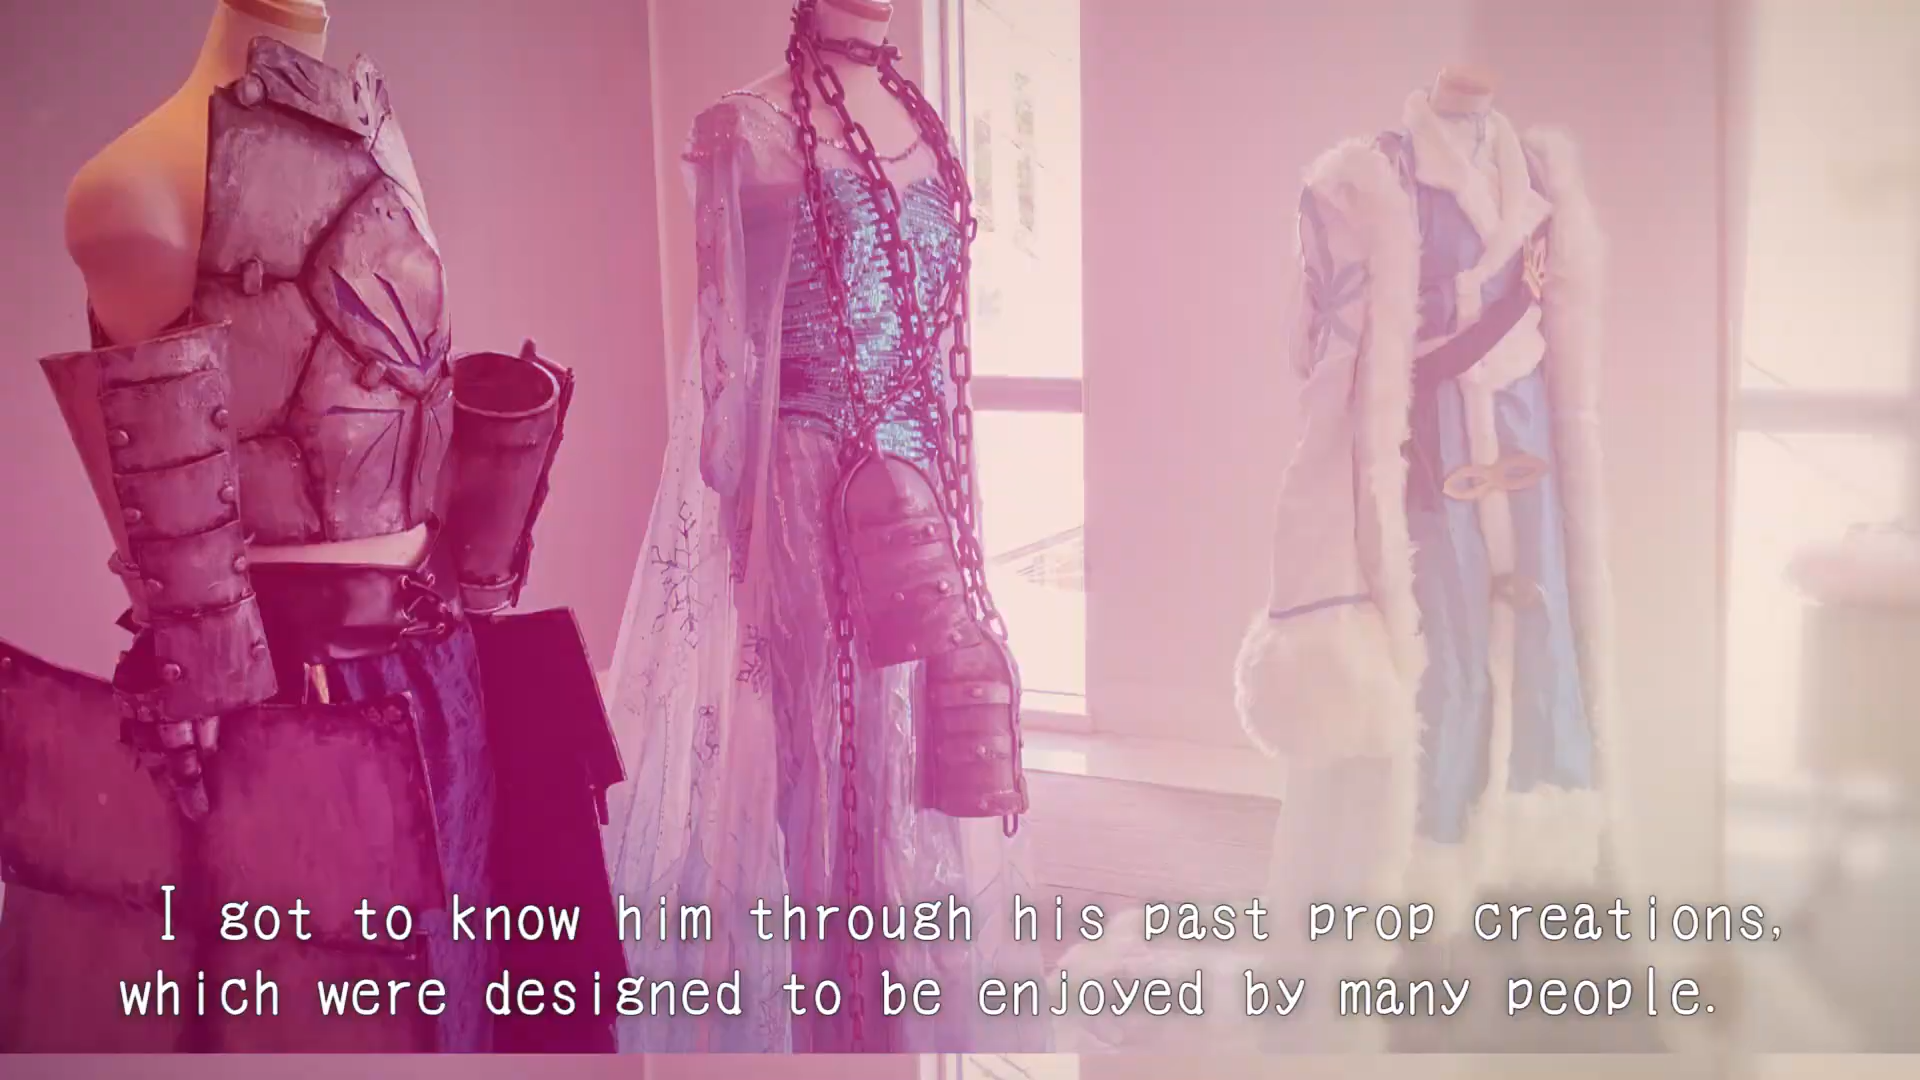 I got to know him through his past prop creations,
which were designed to be enjoyed by many people.